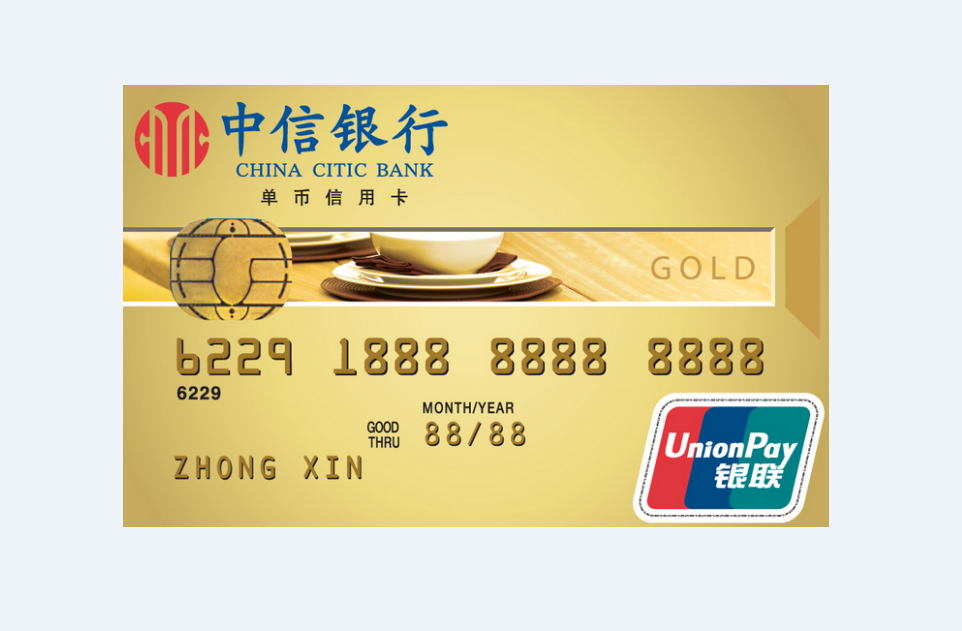 CITIC
中信银行
CHINA CITIC BANK
单币信用卡
GOLD
6229 1888 8888 8888
6229
MONTH/YEAR
GOOD THRU 88/88
ZHONG XIN
UnionPay
银联